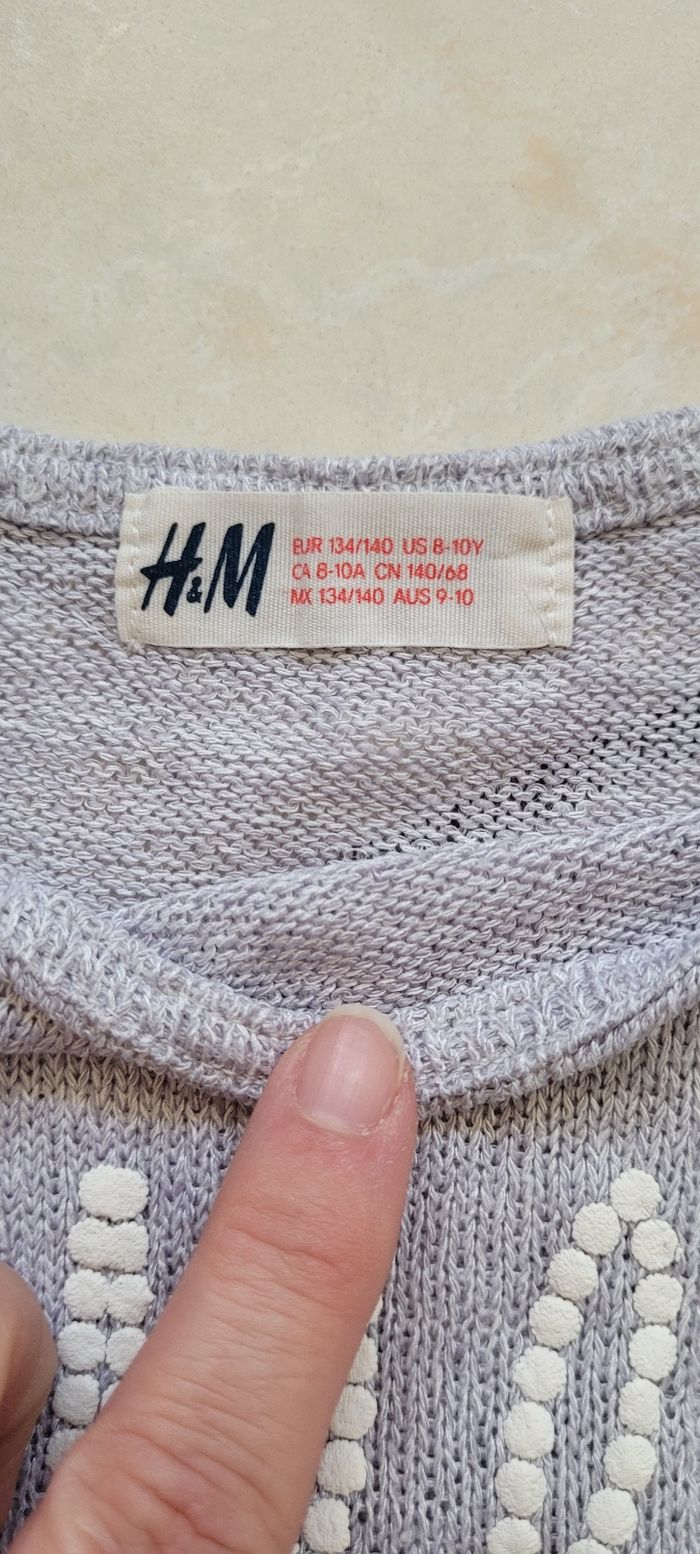 H&M
EUR 134/140 US 8-10Y
CA 8-10A CN 140/68
MX 134/140 AUS 9-10